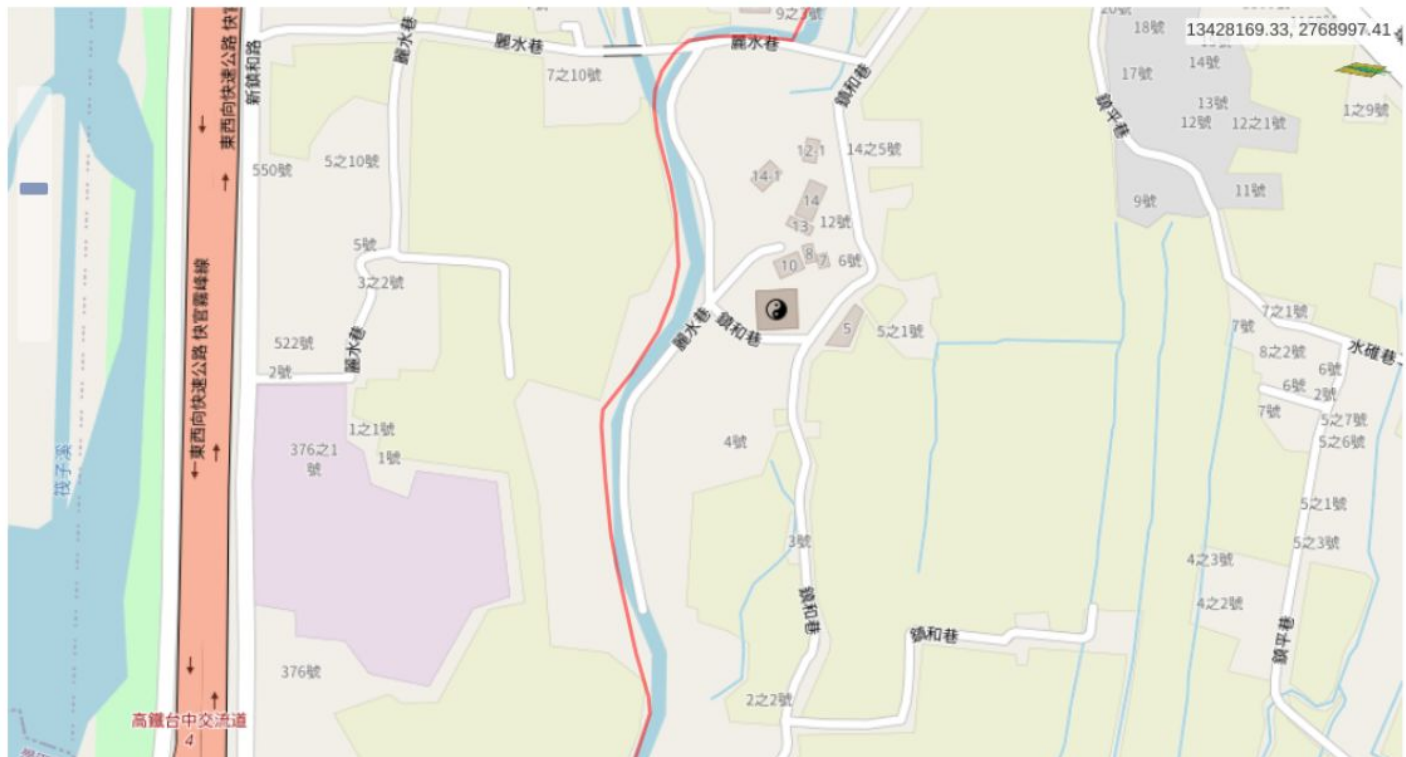 9之3號
20號
18號
13428169.33, 2768997.41
東西向快速公路 快官
新鎮和路
麗水巷
麗水巷
麗水巷
7之10號
鎮和巷
17號
14號
13號
12號
12之1號
1之9號
鎮平巷
550號
5之10號
12-1
14之5號
14-1
14
13
12號
9號
11號
5號
3之2號
10
8
7
6號
東西向快速公路 快官霧峰線
522號
2號
麗水巷
麗水巷
鎮和巷
5
5之1號
7之1號
7號
8之2號
水碓巷
6號
6號
2號
7號
5之7號
5之6號
1之1號
1號
376之1
號
4號
筏子溪
3號
5之1號
5之3號
4之3號
4之2號
鎮和巷
鎮和巷
鎮平巷
376號
2之2號
高鐵台中交流道
4